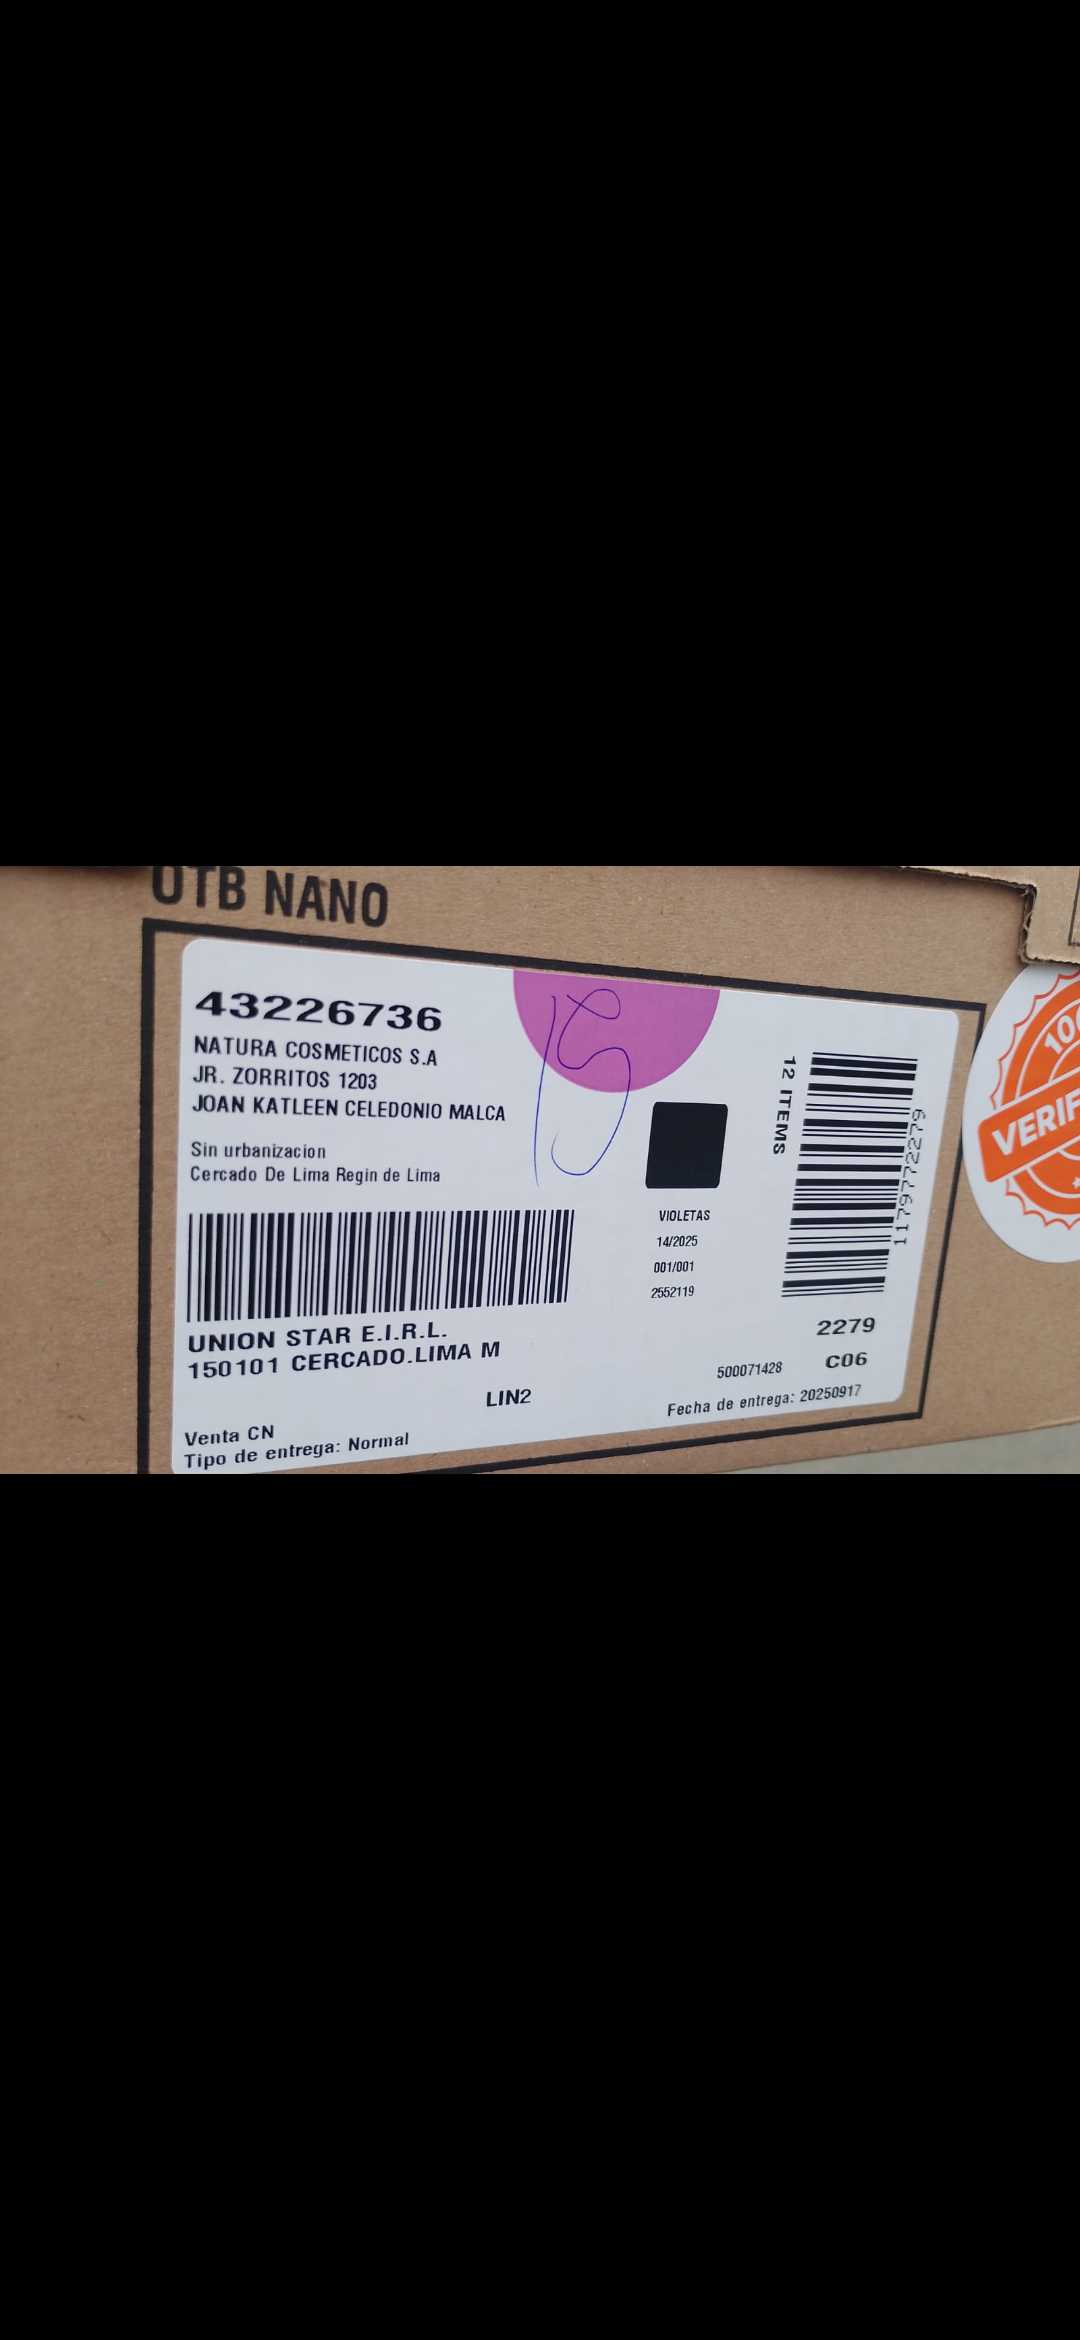 OTB NANO
43226736
NATURA COSMETICOS S.A
JR. ZORRITOS 1203
JOAN KATLEEN CELEDONIO MALCA
Sin urbanizacion
Cercado De Lima Regin de Lima
UNION STAR E.I.R.L.
150101 CERCADO.LIMA M
LIN2
Venta CN
Tipo de entrega: Normal
VIOLETAS
14/2025
001/001
2552119
12 ITEMS
1179772279
2279
500071428
C06
Fecha de entrega: 20250917